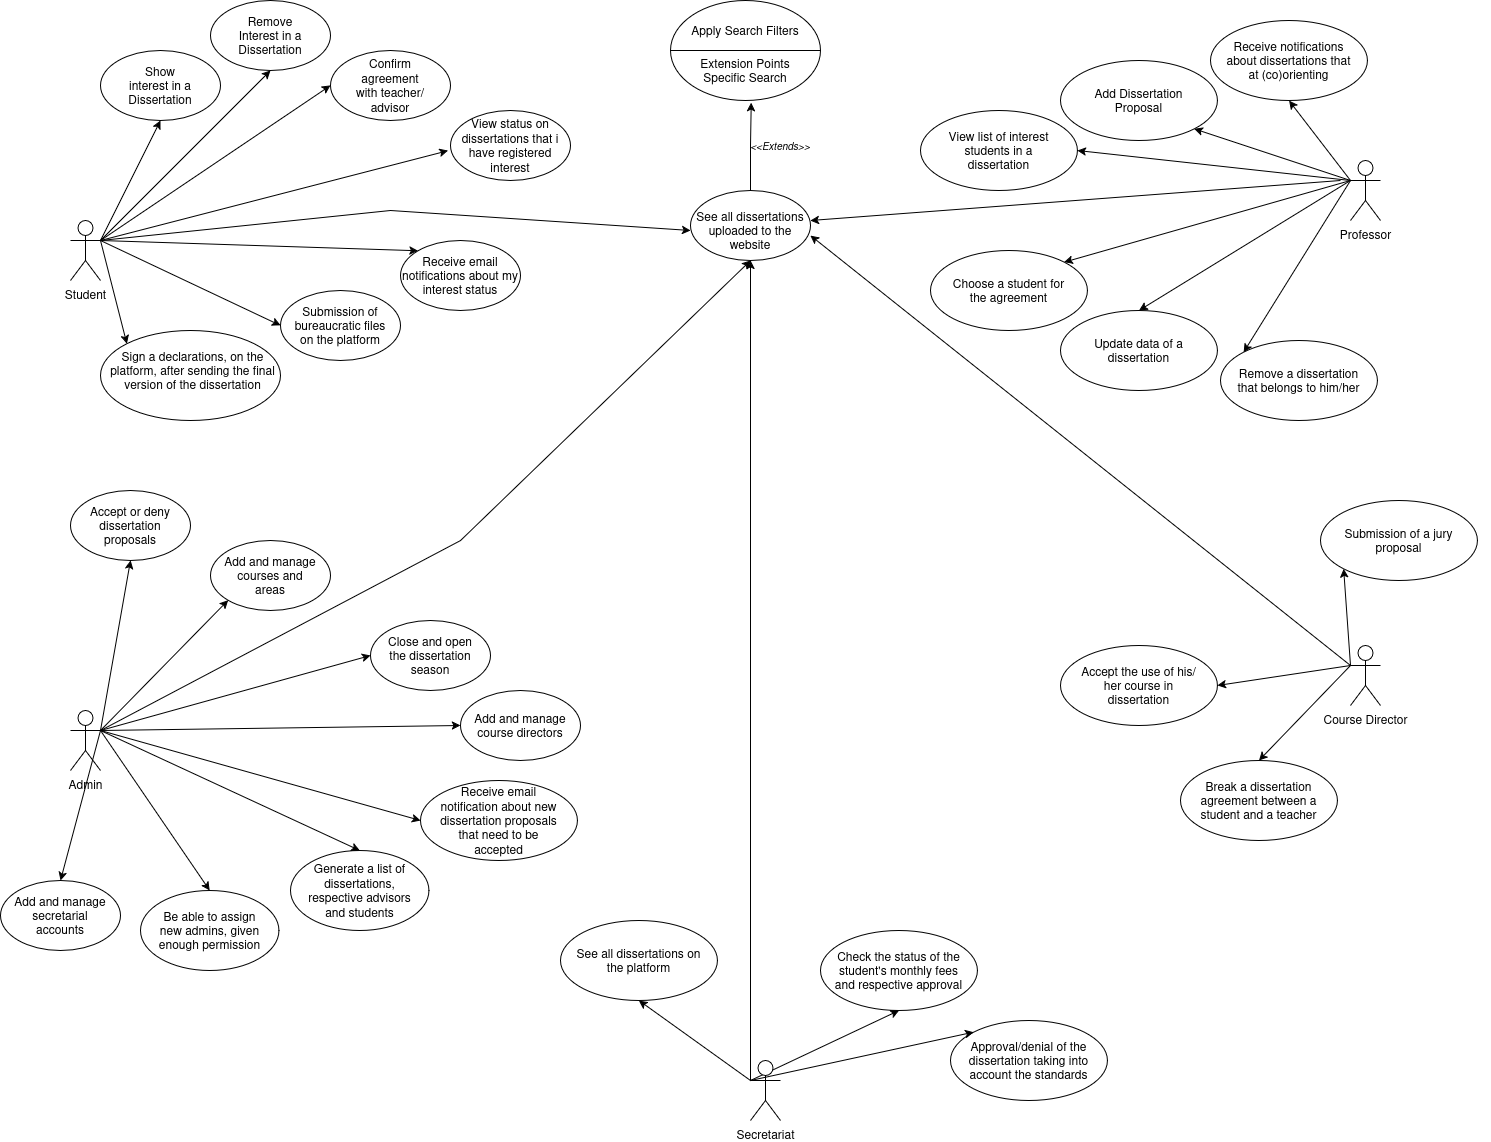 Remove
Interest in a
Dissertation
Show
interest in a
Dissertation
Confirm
agreement
with teacher/
advisor
View status on
dissertations that i
have registered
interest
Student
Receive email
notifications about my
interest status
Submission of
bureaucratic files
on the platform
Sign a declarations, on the
platform, after sending the final
version of the dissertation
Apply Search Filters
Extension Points
Specific Search
<<Extends>>
See all dissertations
uploaded to the
website
Receive notifications
about dissertations that
at (co)orienting
Add Dissertation
Proposal
View list of interest
students in a
dissertation
Professor
Choose a student for
the agreement
Update data of a
dissertation
Remove a dissertation
that belongs to him/her
Accept or deny
dissertation
proposals
Add and manage
courses and
areas
Close and open
the dissertation
season
Add and manage
course directors
Admin
Receive email
notification about new
dissertation proposals
that need to be
accepted
Generate a list of
dissertations,
respective advisors
and students
Be able to assign
new admins, given
enough permission
Add and manage
secretarial
accounts
Submission of a jury
proposal
Accept the use of his/
her course in
dissertation
Course Director
Break a dissertation
agreement between a
student and a teacher
See all dissertations on
the platform
Check the status of the
student's monthly fees
and respective approval
Approval/denial of the
dissertation taking into
account the standards
Secretariat